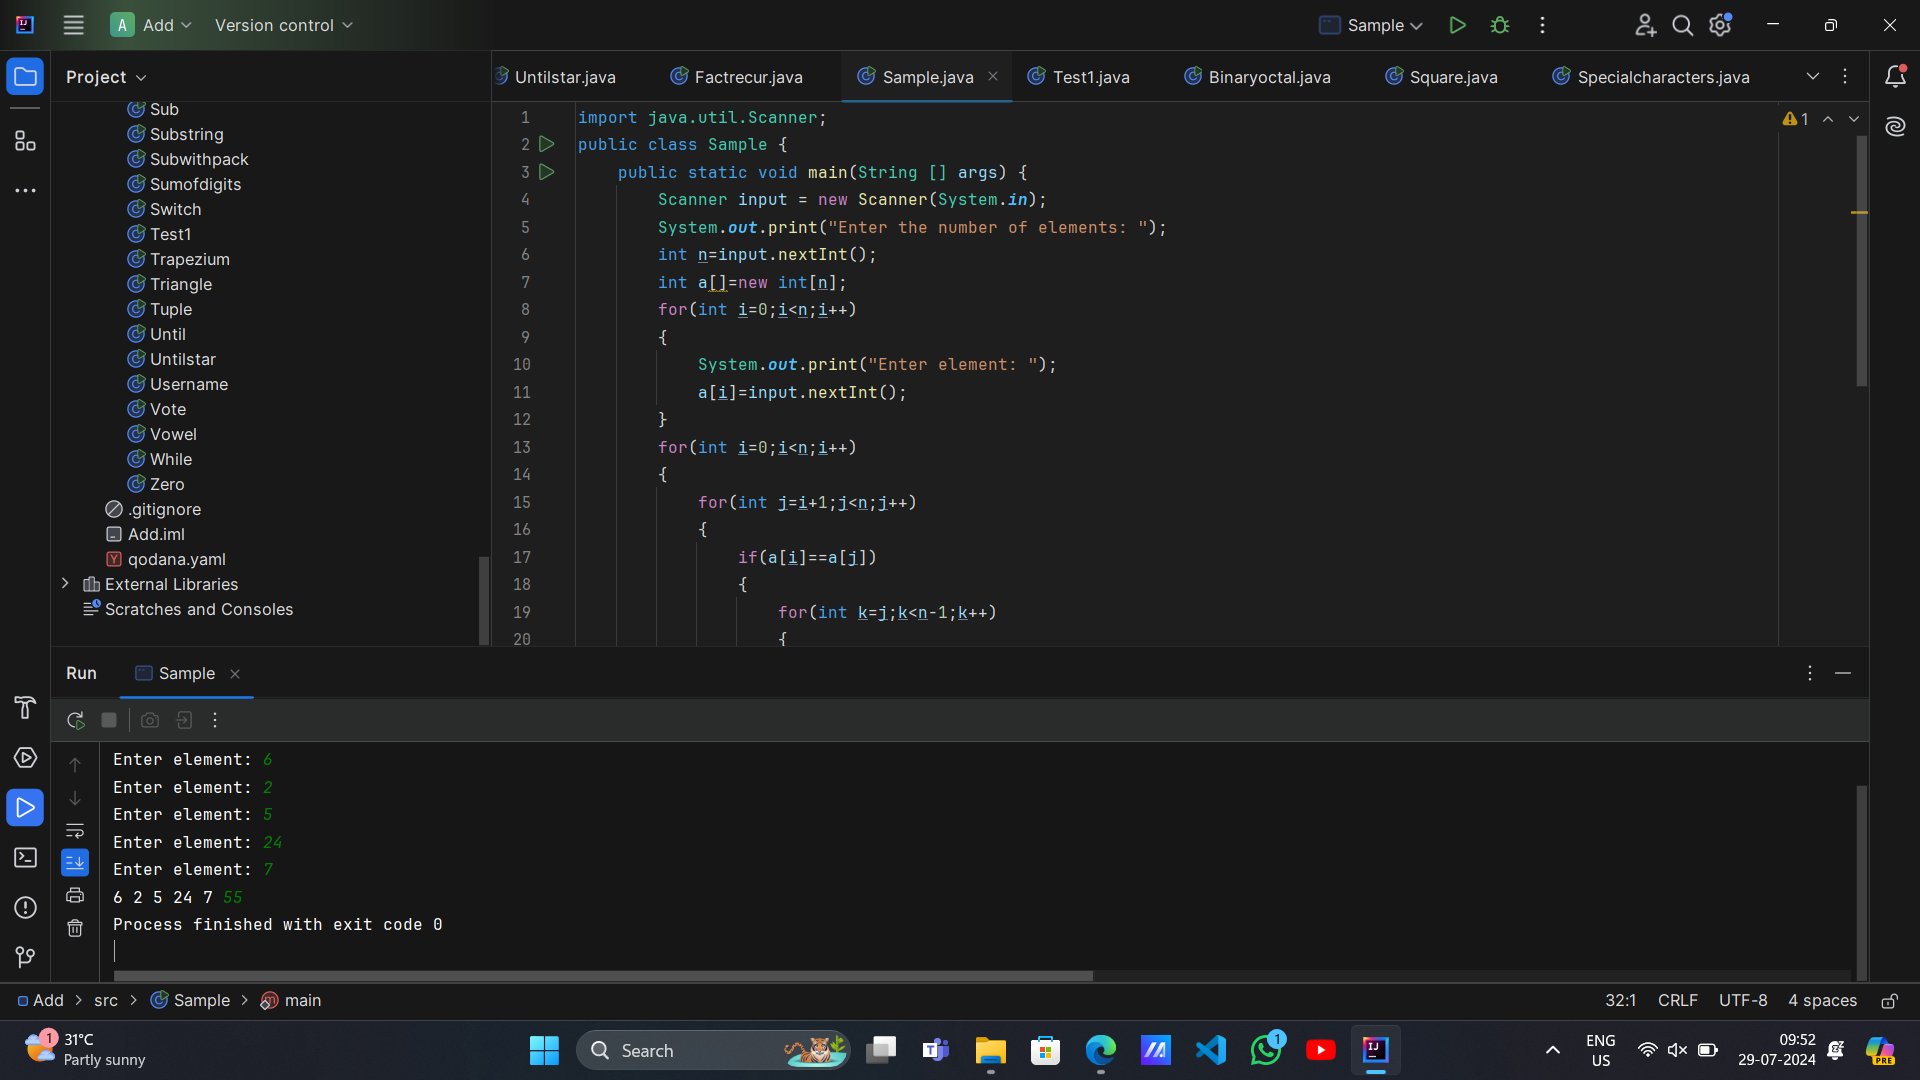 A Add Version control Sample
Project
Untilstar.java Factrecur.java Sample.java Test1.java Binaryoctal.java Square.java Specialcharacters.java
Sub
Substring
Subwithpack
Sumofdigits
Switch
Test1
Trapezium
Triangle
Tuple
Until
Untilstar
Username
Vote
Vowel
While
Zero
.gitignore
Add.iml
qodana.yaml
External Libraries
Scratches and Consoles
1 import java.util.Scanner;
2 public class Sample {
3 public static void main(String [] args) {
4 Scanner input = new Scanner(System.in);
5 System.out.print("Enter the number of elements: ");
6 int n=input.nextInt();
7 int a[]=new int[n];
8 for(int i=0;i<n;i++)
9 {
10 System.out.print("Enter element: ");
11 a[i]=input.nextInt();
12 }
13 for(int i=0;i<n;i++)
14 {
15 for(int j=i+1;j<n;j++)
16 {
17 if(a[i]==a[j])
18 {
19 for(int k=j;k<n-1;k++)
20 {
1
Run Sample
Enter element: 6
Enter element: 2
Enter element: 5
Enter element: 24
Enter element: 7
6 2 5 24 7 55
Process finished with exit code 0
Add > src > Sample > main
32:1 CRLF UTF-8 4 spaces
1 31°C
Partly sunny
Search
1
ENG
US
09:52
29-07-2024
PRE